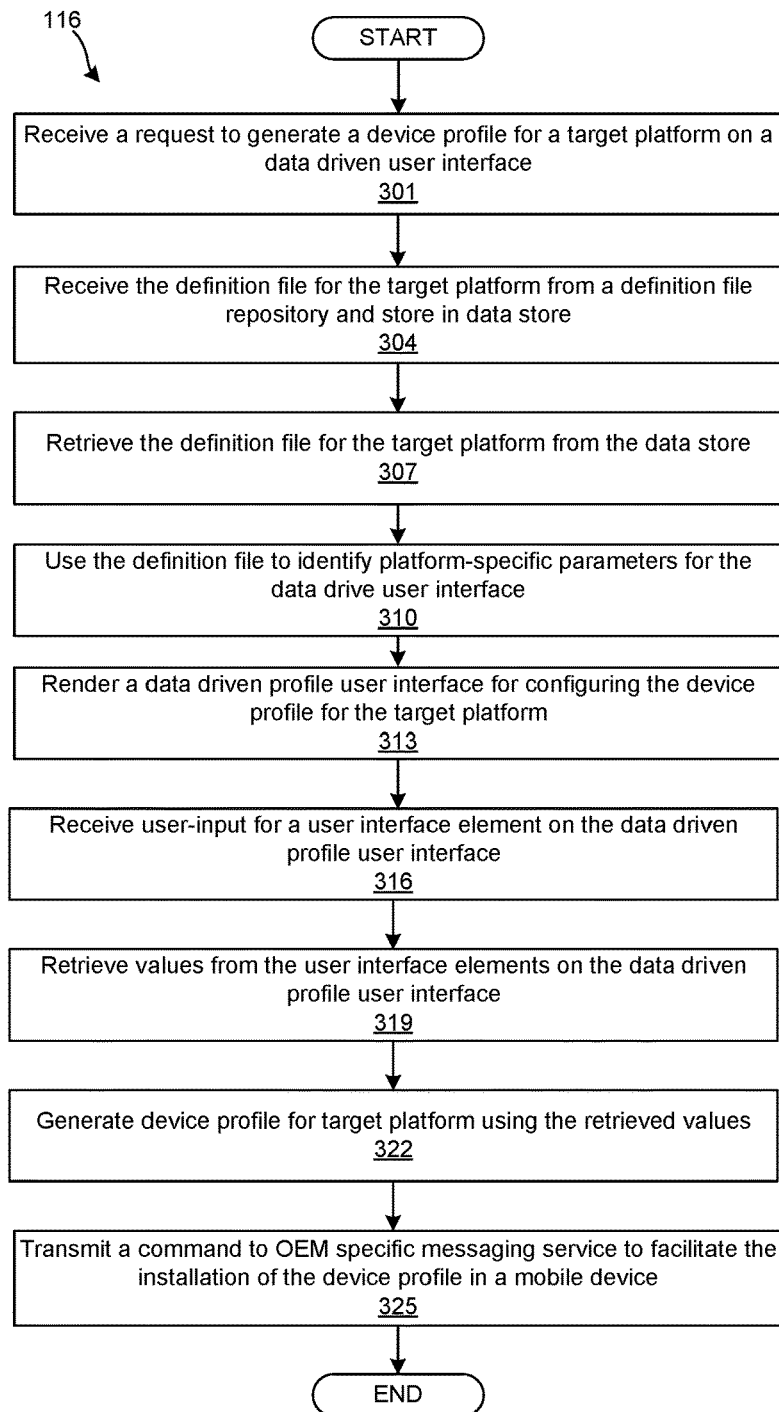 116
START
Receive a request to generate a device profile for a target platform on a
data driven user interface
301
Receive the definition file for the target platform from a definition file
repository and store in data store
304
Retrieve the definition file for the target platform from the data store
307
Use the definition file to identify platform-specific parameters for the
data drive user interface
310
Render a data driven profile user interface for configuring the device
profile for the target platform
313
Receive user-input for a user interface element on the data driven
profile user interface
316
Retrieve values from the user interface elements on the data driven
profile user interface
319
Generate device profile for target platform using the retrieved values
322
Transmit a command to OEM specific messaging service to facilitate the
installation of the device profile in a mobile device
325
END